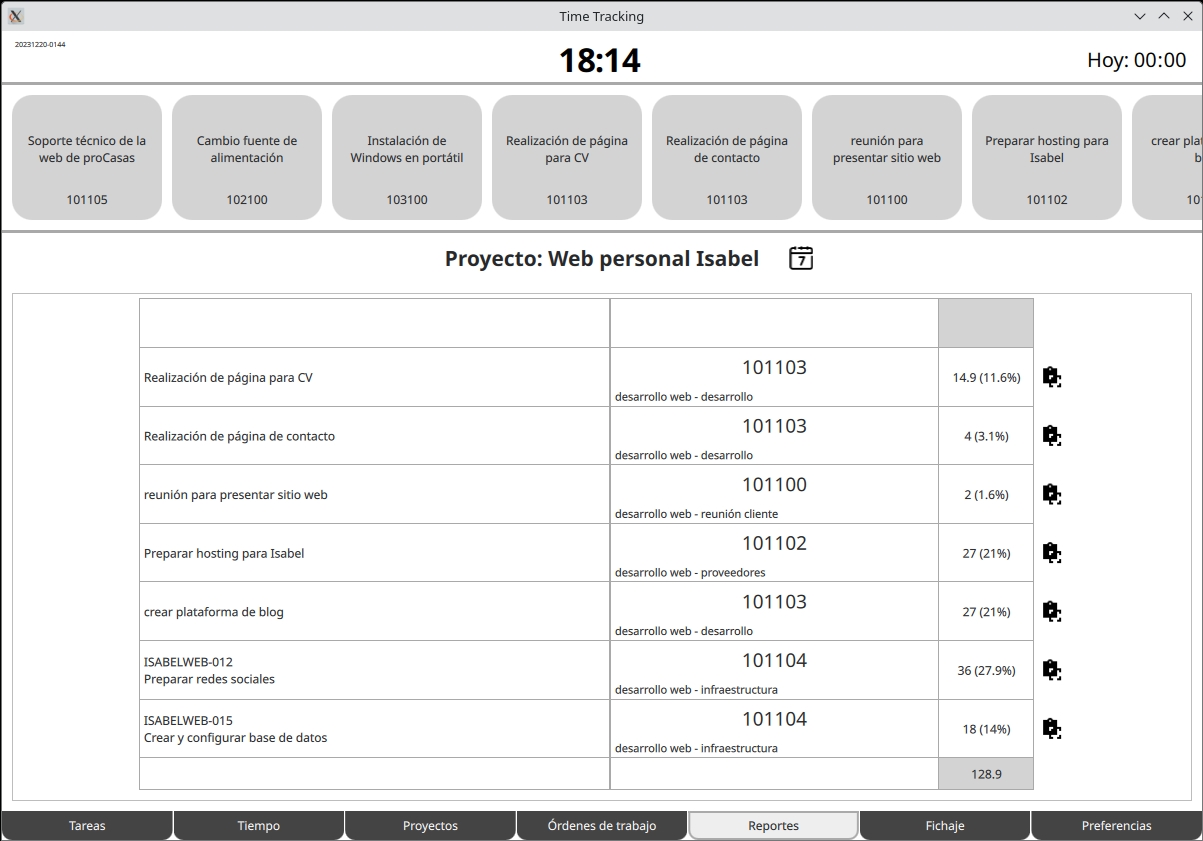 Time Tracking
20231220-0144
18:14
Hoy: 00:00
Soporte técnico de la
web de proCasas
101105
Cambio fuente de
alimentación
102100
Instalación de
Windows en portátil
103100
Realización de página
para CV
101103
Realización de página
de contacto
101103
reunión para
presentar sitio web
101100
Preparar hosting para
Isabel
101102
crear
Proyecto: Web personal Isabel
7
Realización de página para CV
101103
desarrollo web - desarrollo
14.9 (11.6%)
Realización de página de contacto
101103
desarrollo web - desarrollo
4 (3.1%)
reunión para presentar sitio web
101100
desarrollo web - reunión cliente
2 (1.6%)
Preparar hosting para Isabel
101102
desarrollo web - proveedores
27 (21%)
crear plataforma de blog
101103
desarrollo web - desarrollo
27 (21%)
ISABELWEB-012
Preparar redes sociales
101104
desarrollo web - infraestructura
36 (27.9%)
ISABELWEB-015
Crear y configurar base de datos
101104
desarrollo web - infraestructura
18 (14%)
128.9
Tareas
Tiempo
Proyectos
Órdenes de trabajo
Reportes
Fichaje
Preferencias